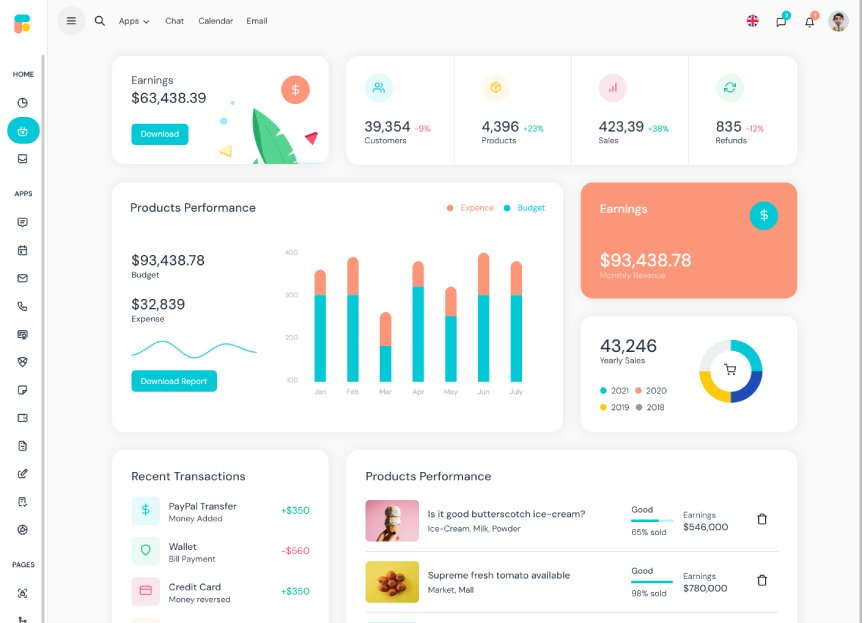 Apps
Chat
Calendar
Email
2
HOME
APPS
PAGES
Earnings
$63,438.39
Download
39,354 -9%
Customers
4,396 +23%
Products
423,39 +38%
Sales
835 -12%
Refunds
Products Performance
Expence
Budget
$93,438.78
Budget
$32,839
Expense
Download Report
400
300
200
100
Jan
Feb
Mar
Apr
May
Jun
July
Earnings
$93,438.78
Monthly Revenue
43,246
Yearly Sales
2021
2020
2019
2018
Recent Transactions
PayPal Transfer
Money Added
+$350
Wallet
Bill Payment
-$560
Credit Card
Money reversed
+$350
Products Performance
Is it good butterscotch ice-cream?
Ice-Cream, Milk, Powder
Good
65% sold
Earnings
$546,000
Supreme fresh tomato available
Market, Mall
Good
98% sold
Earnings
$780,000